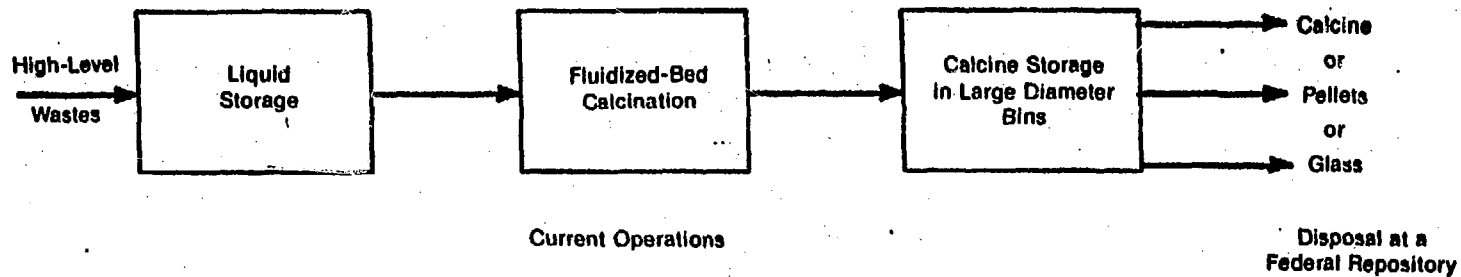 High-Level
Wastes
Liquid
Storage
Fluidized-Bed
Calcination
Calcine Storage
in Large Diameter
Bins
Calcine
or
Pellets
or
Glass
Current Operations
Disposal at a
Federal Repository